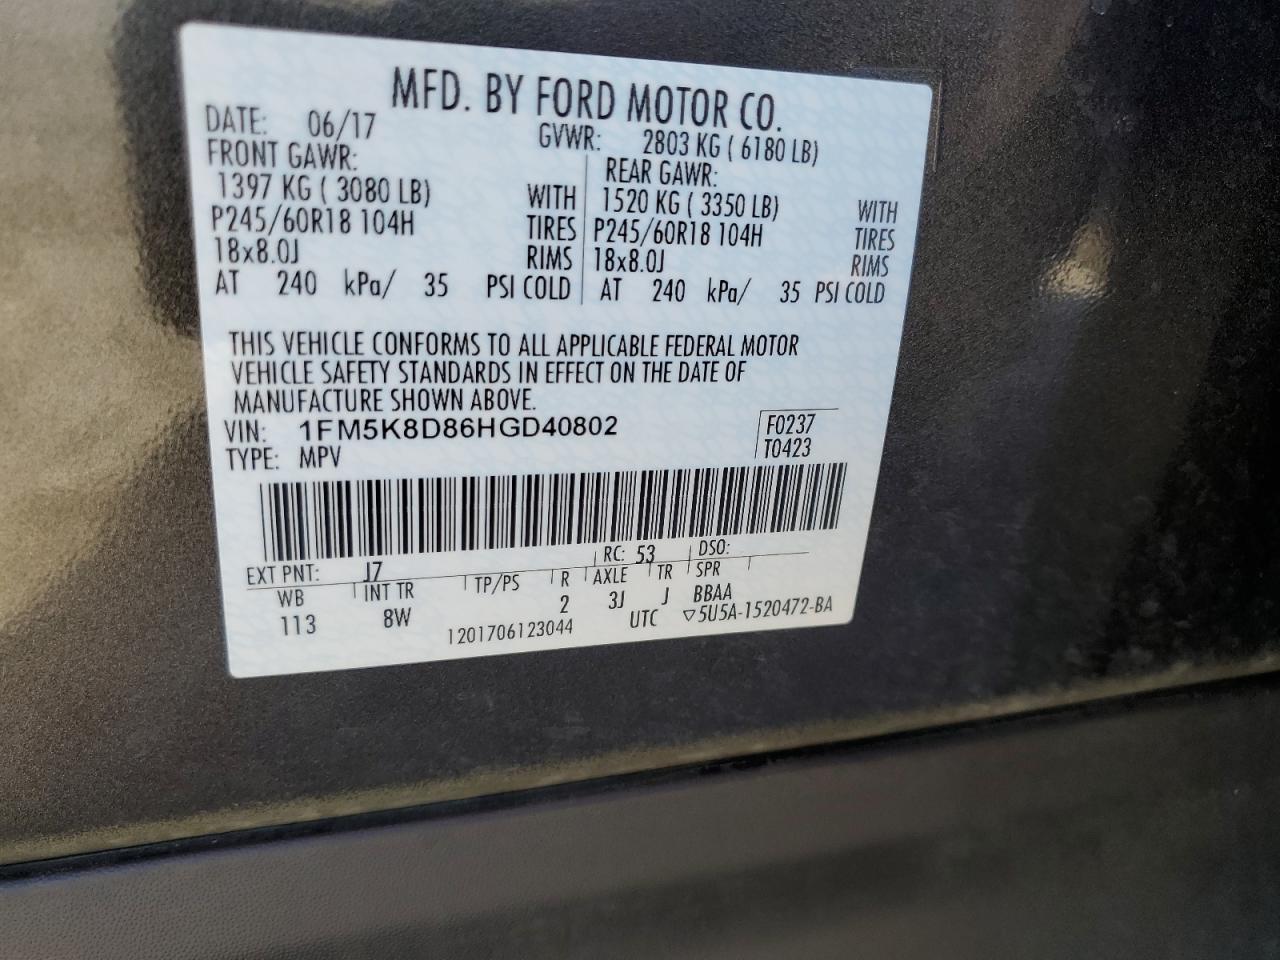 MFD. BY FORD MOTOR CO.
DATE: 06/17 GVWR: 2803 KG ( 6180 LB)
FRONT GAWR: REAR GAWR:
1397 KG ( 3080 LB) WITH 1520 KG ( 3350 LB) WITH
P245/60R18 104H TIRES P245/60R18 104H TIRES
18x8.0J RIMS 18x8.0J RIMS
AT 240 kPa/ 35 PSI COLD AT 240 kPa/ 35 PSI COLD
THIS VEHICLE CONFORMS TO ALL APPLICABLE FEDERAL MOTOR
VEHICLE SAFETY STANDARDS IN EFFECT ON THE DATE OF
MANUFACTURE SHOWN ABOVE.
VIN: 1FM5K8D86HGD40802 F0237
TYPE: MPV T0423
EXT PNT: J7 RC: 53 DSO:
WB INT TR TP/PS R AXLE TR SPR
113 8W 2 3J J BBAA
1201706123044 UTC ▽5U5A-1520472-BA